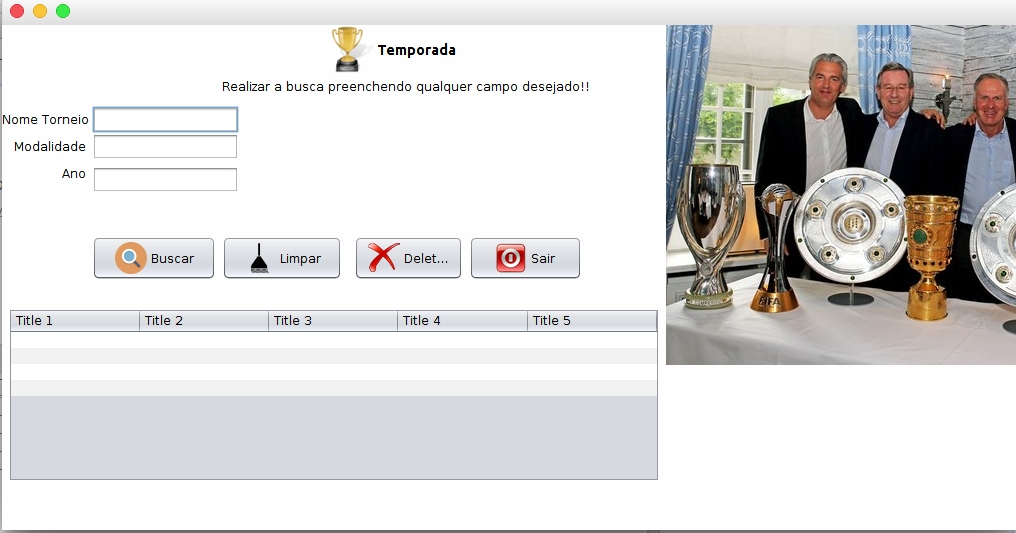 Temporada
Realizar a busca preenchendo qualquer campo desejado!!
Nome Torneio
Modalidade
Ano
Buscar Limpar Delet... Sair
Title 1 Title 2 Title 3 Title 4 Title 5
FIFA